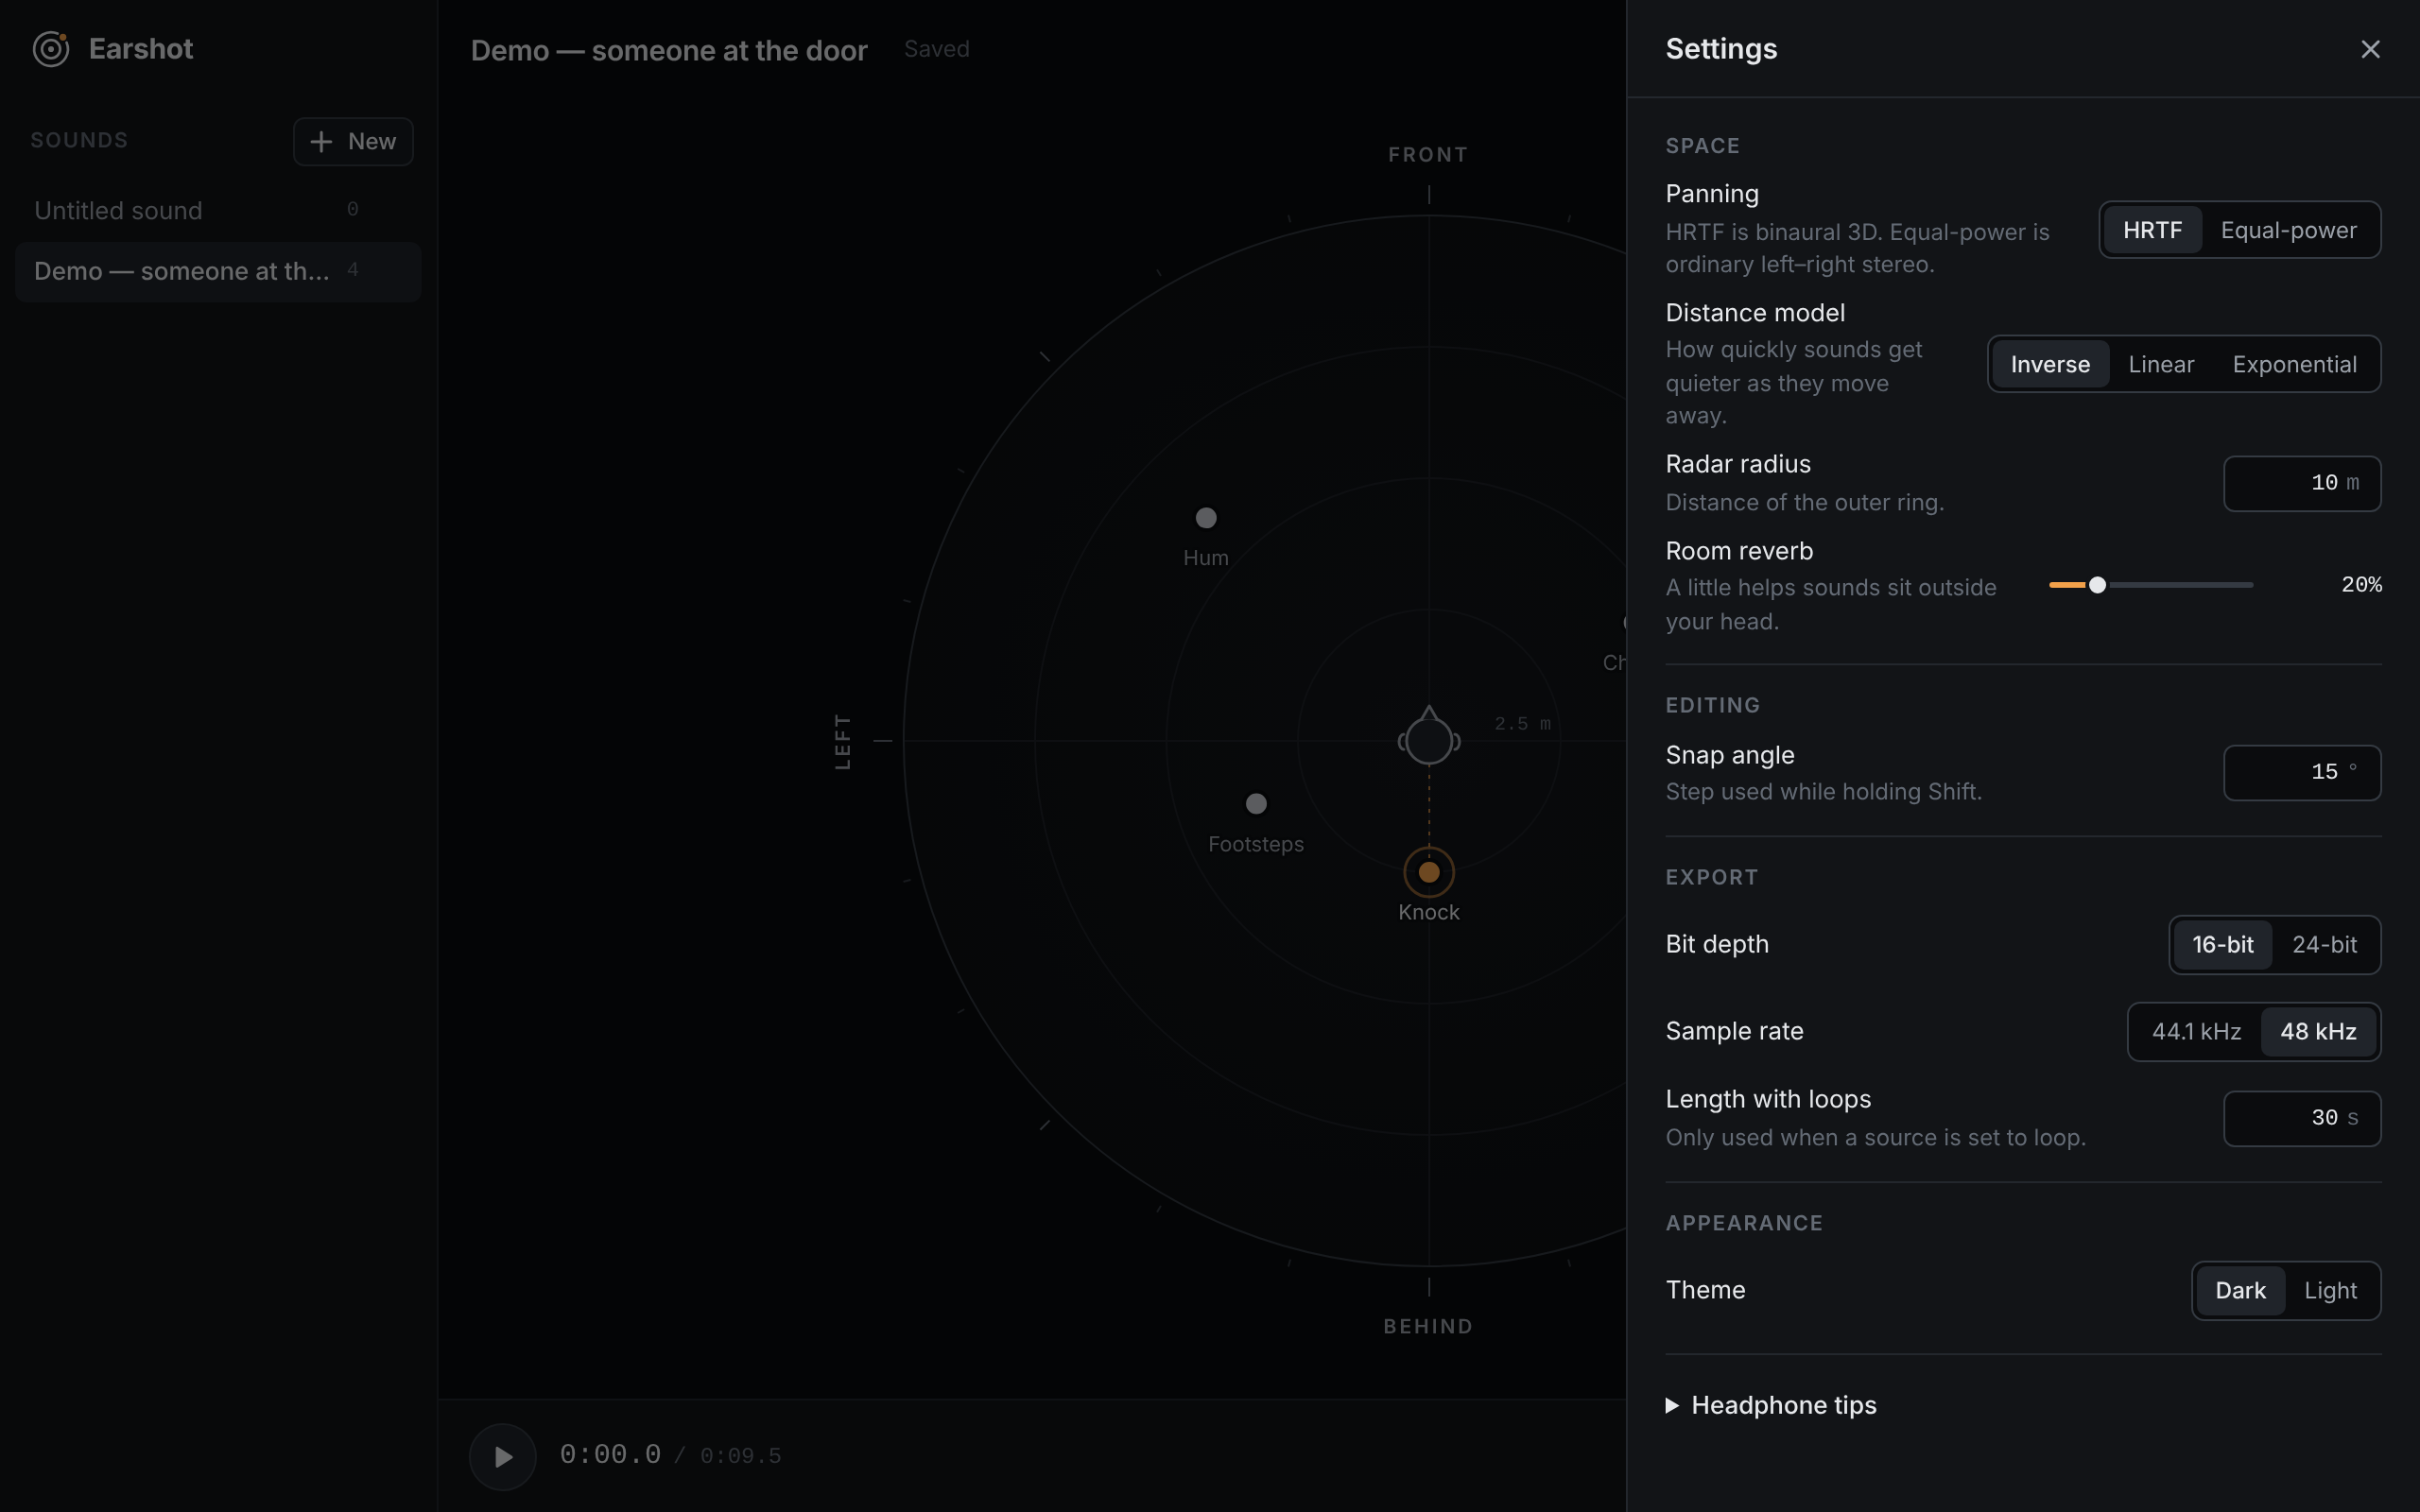 Earshot
SOUNDS
New
Untitled sound 0
Demo — someone at th... 4
Demo — someone at the door Saved
FRONT
LEFT
Hum
Ch
2.5 m
Footsteps
Knock
BEHIND
0:00.0 / 0:09.5
Settings
SPACE
Panning
HRTF is binaural 3D. Equal-power is
ordinary left–right stereo.
HRTF Equal-power
Distance model
How quickly sounds get
quieter as they move
away.
Inverse Linear Exponential
Radar radius
Distance of the outer ring.
10 m
Room reverb
A little helps sounds sit outside
your head.
20%
EDITING
Snap angle
Step used while holding Shift.
15 °
EXPORT
Bit depth
16-bit 24-bit
Sample rate
44.1 kHz 48 kHz
Length with loops
Only used when a source is set to loop.
30 s
APPEARANCE
Theme
Dark Light
Headphone tips